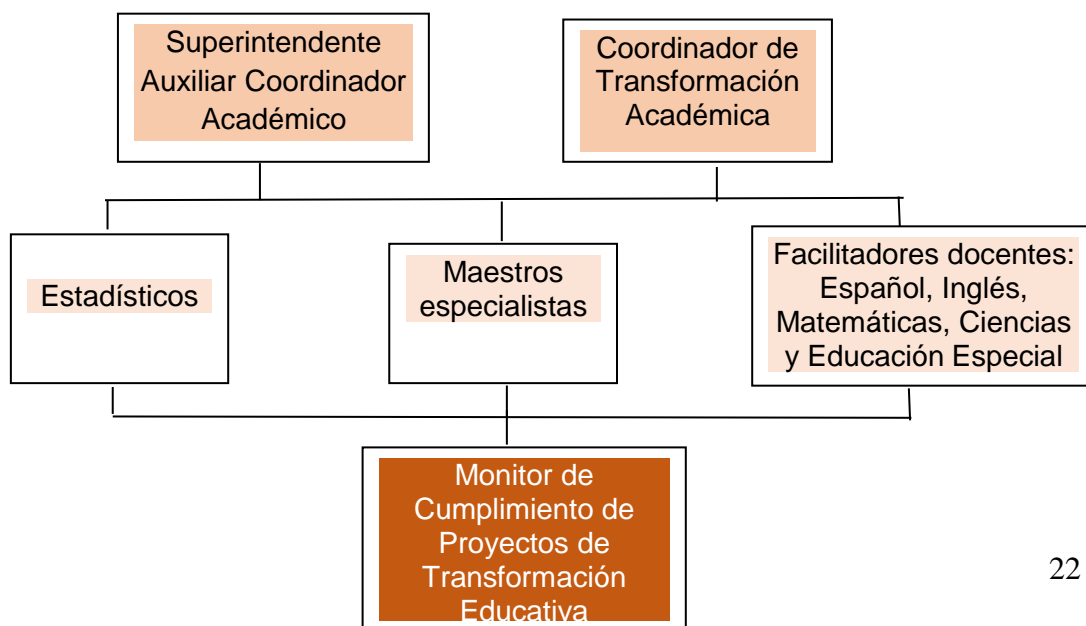 Superintendente
Auxiliar Coordinador
Académico
Coordinador de
Transformación
Académica
Estadísticos
Maestros
especialistas
Facilitadores docentes:
Español, Inglés,
Matemáticas, Ciencias
y Educación Especial
Monitor de
Cumplimiento de
Proyectos de
Transformación
Educativa
22